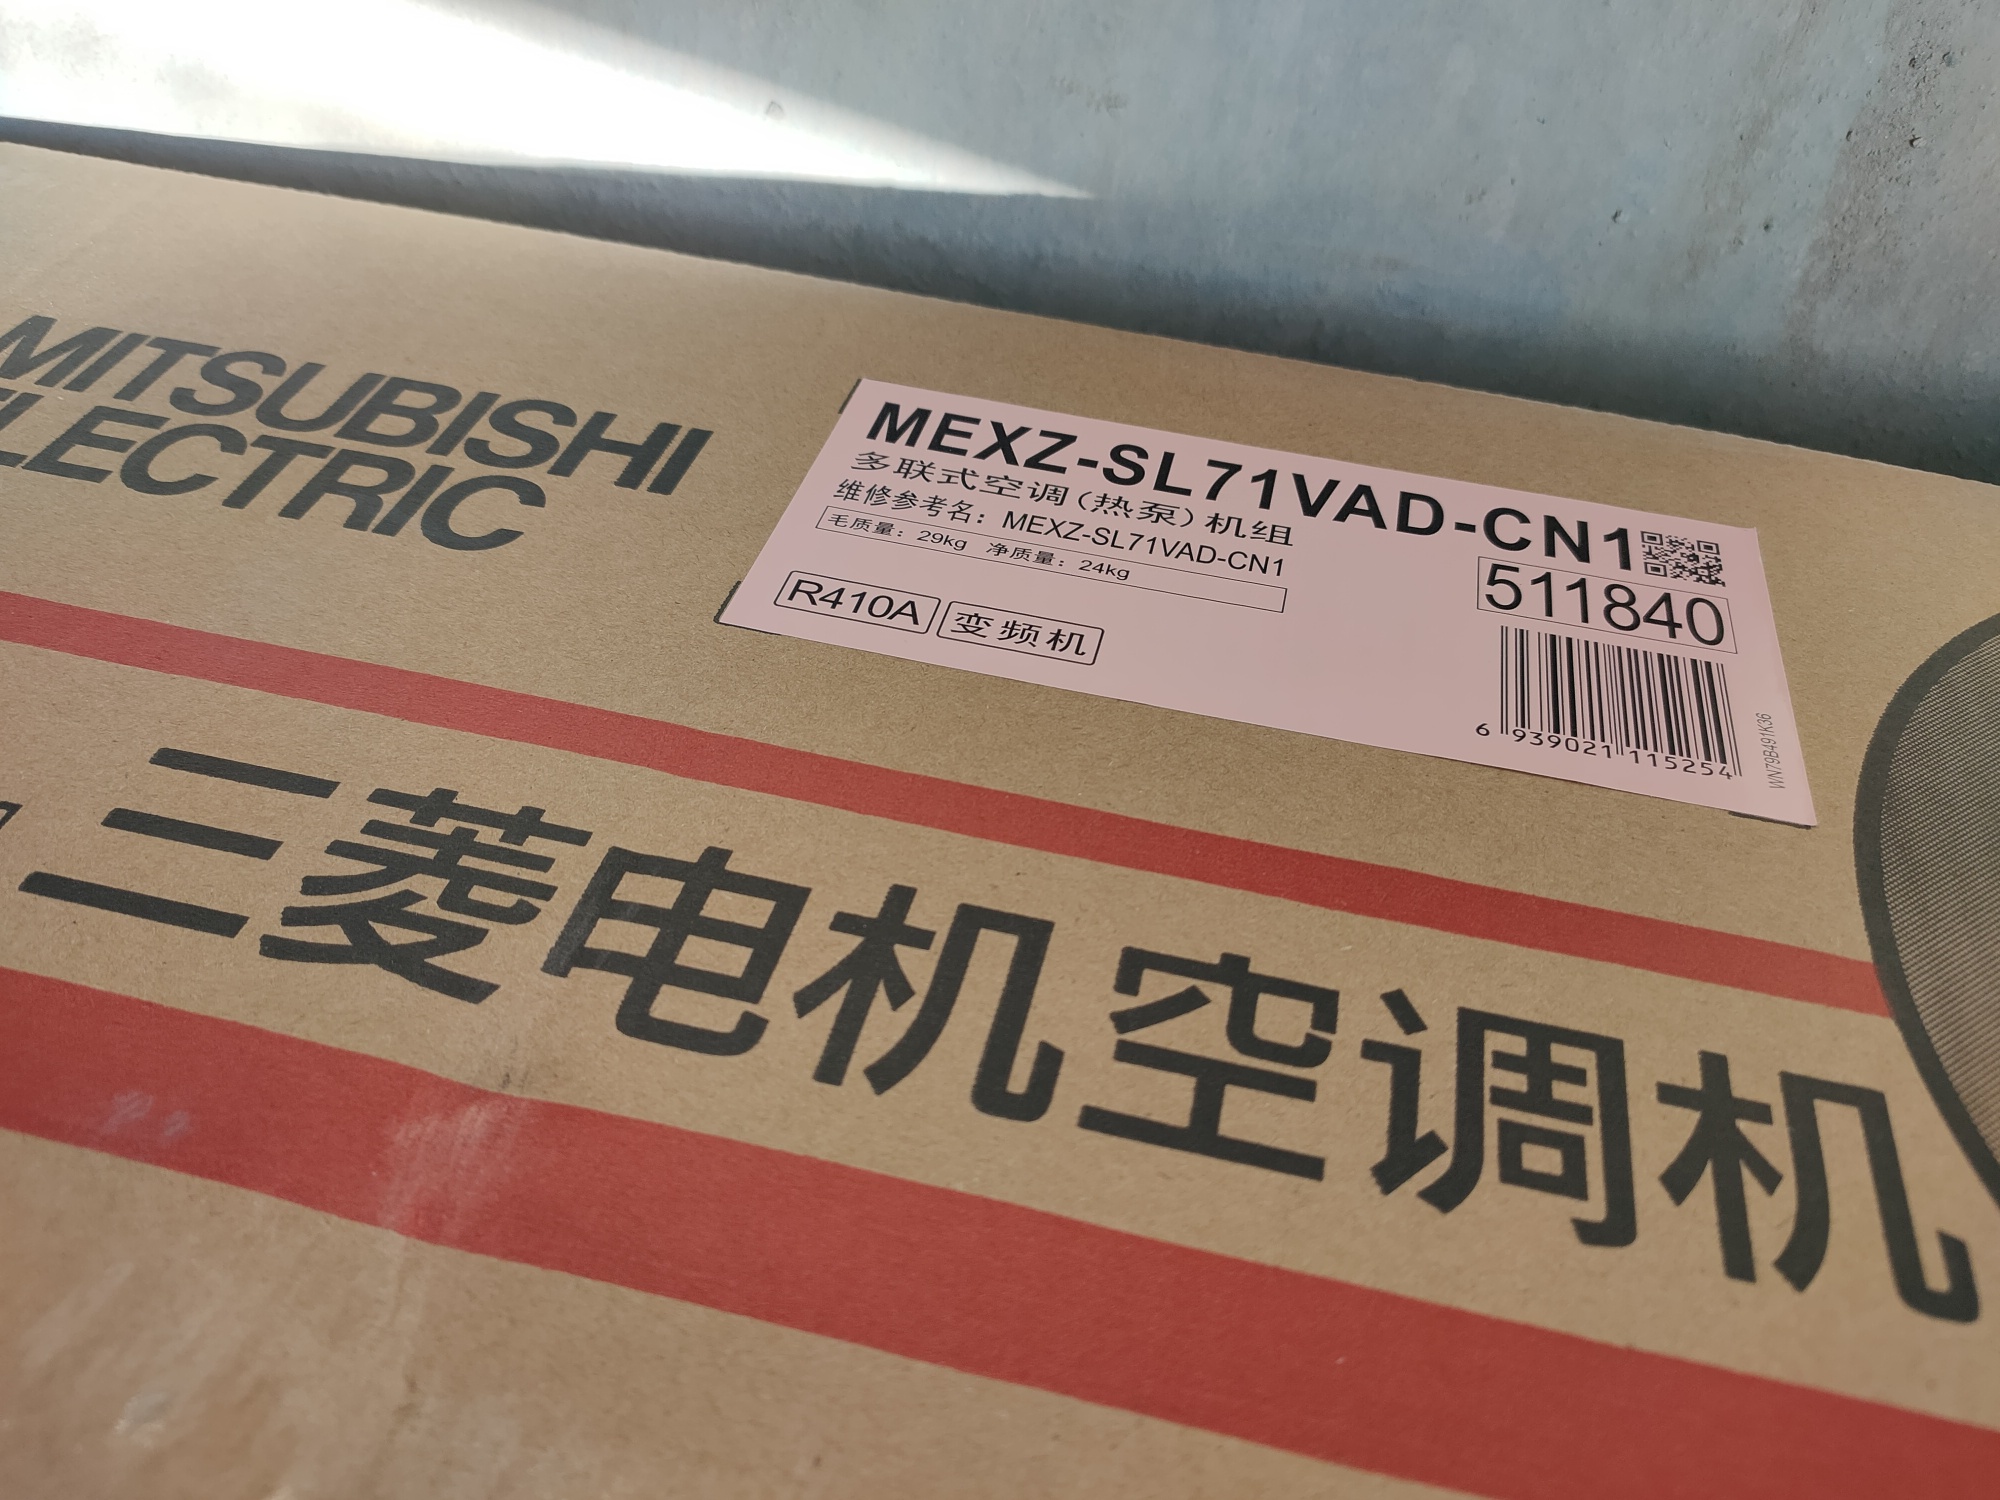 MITSUBISHI
ELECTRIC
MEXZ-SL71VAD-CN1
多联式空调(热泵)机组
维修参考名：MEXZ-SL71VAD-CN1
毛质量：29kg 净质量：24kg
R410A 变频机
511840
6 939021 115254
WN79B491K36
三菱电机空调机